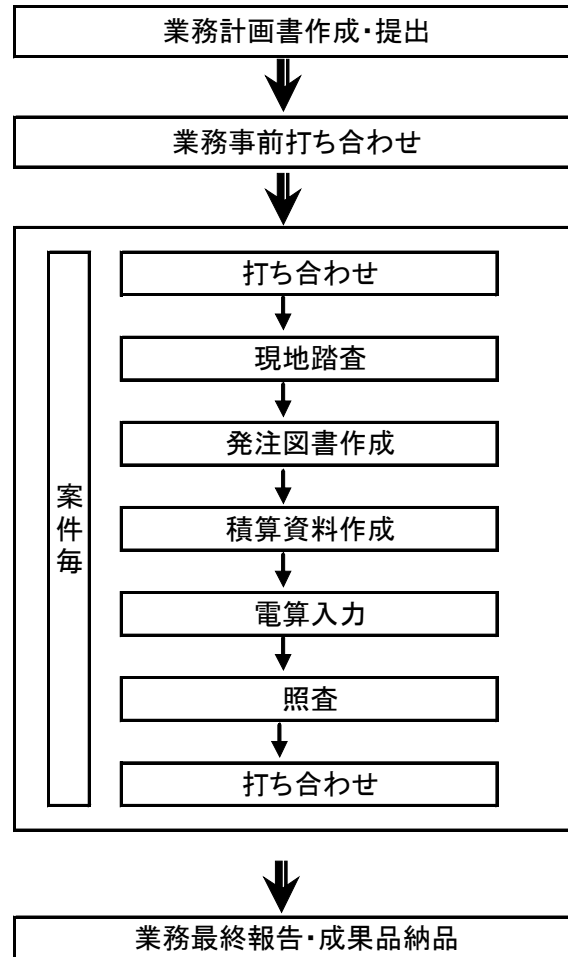 業務計画書作成・提出
業務事前打ち合わせ
案件毎
打ち合わせ
現地踏査
発注図書作成
積算資料作成
電算入力
照査
打ち合わせ
業務最終報告・成果品納品